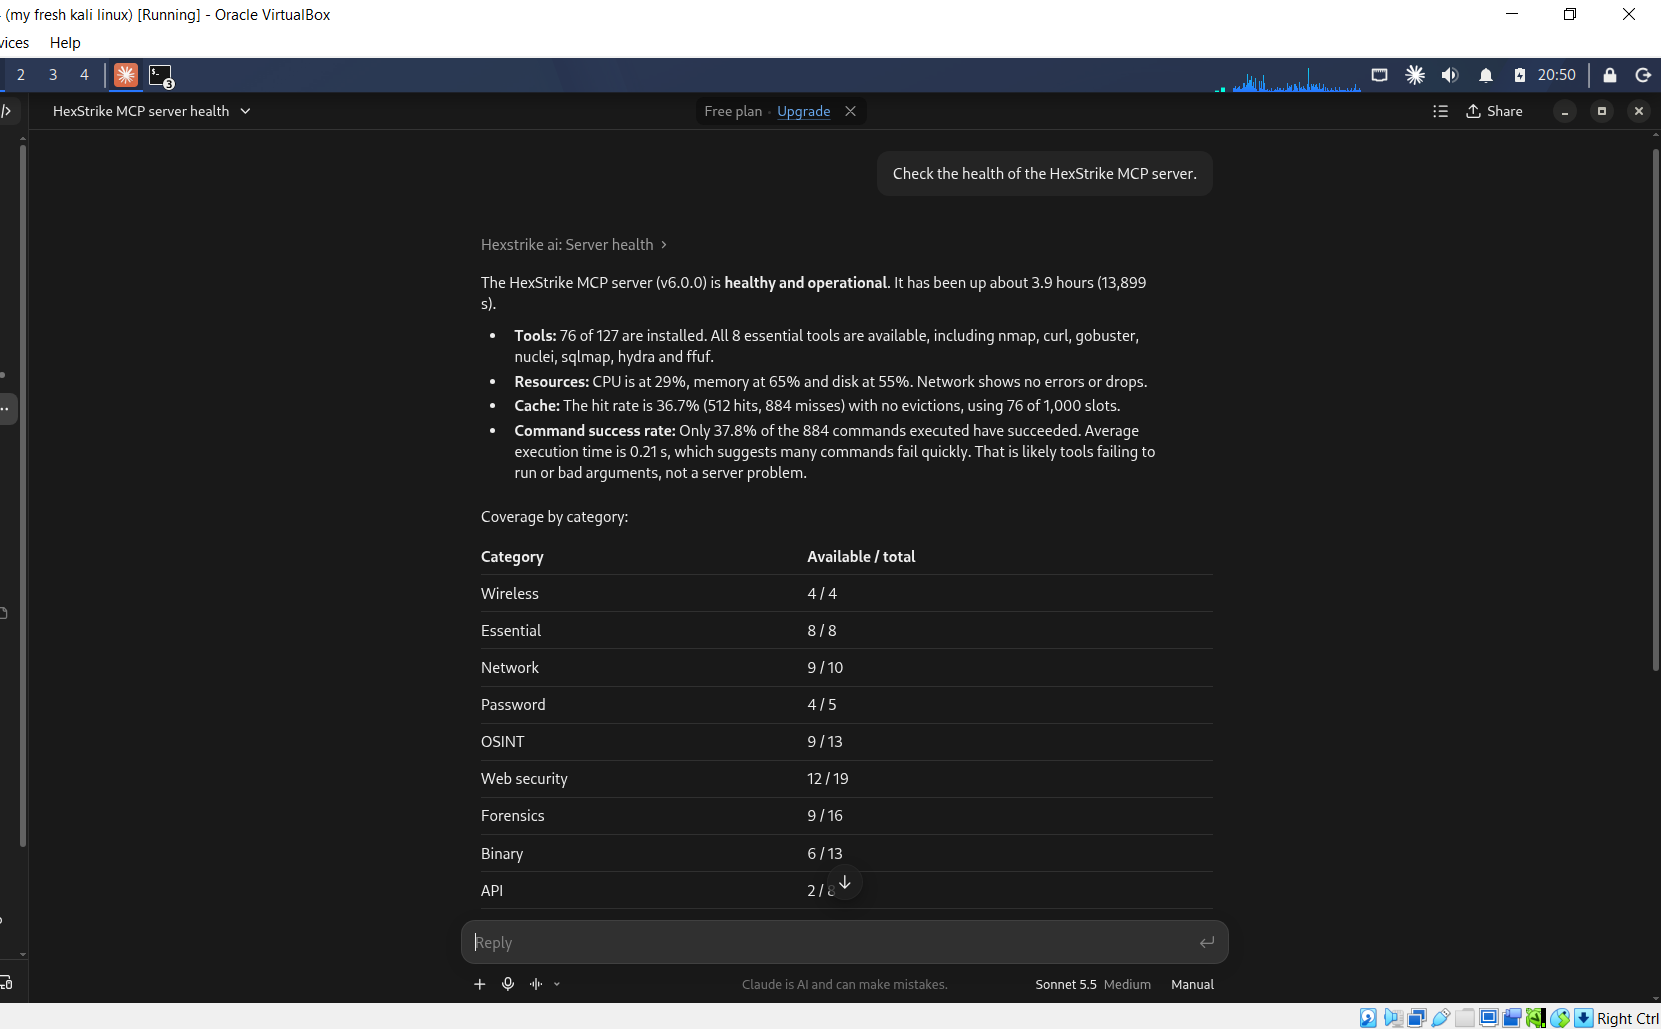 (my fresh kali linux) [Running] - Oracle VirtualBox
Help
2 3 4
3
20:50
HexStrike MCP server health
Free plan · Upgrade
Share
Check the health of the HexStrike MCP server.
Hexstrike ai: Server health
The HexStrike MCP server (v6.0.0) is healthy and operational. It has been up about 3.9 hours (13,899
s).
• Tools: 76 of 127 are installed. All 8 essential tools are available, including nmap, curl, gobuster,
nuclei, sqlmap, hydra and ffuf.
• Resources: CPU is at 29%, memory at 65% and disk at 55%. Network shows no errors or drops.
• Cache: The hit rate is 36.7% (512 hits, 884 misses) with no evictions, using 76 of 1,000 slots.
• Command success rate: Only 37.8% of the 884 commands executed have succeeded. Average
execution time is 0.21 s, which suggests many commands fail quickly. That is likely tools failing to
run or bad arguments, not a server problem.
Coverage by category:
Category Available / total
Wireless 4 / 4
Essential 8 / 8
Network 9 / 10
Password 4 / 5
OSINT 9 / 13
Web security 12 / 19
Forensics 9 / 16
Binary 6 / 13
API 2 / 8
Reply
Claude is AI and can make mistakes.
Sonnet 5.5 Medium Manual
Right Ctrl